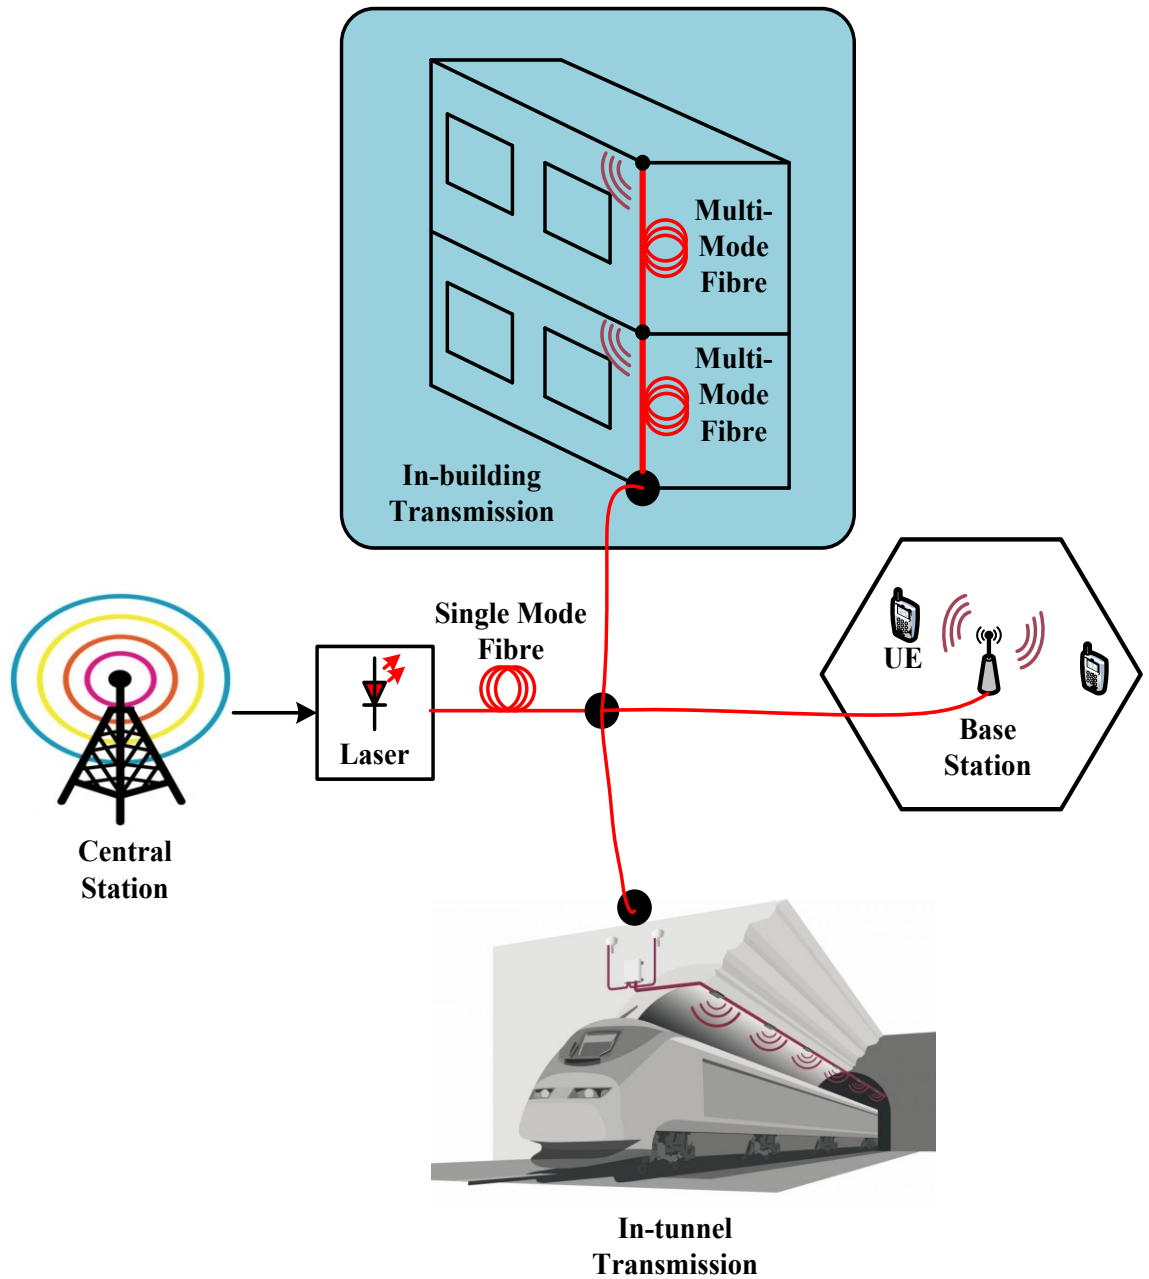 Multi-
Mode
Fibre
Multi-
Mode
Fibre
In-building
Transmission
Single Mode
Fibre
Laser
Central
Station
UE
Base
Station
In-tunnel
Transmission